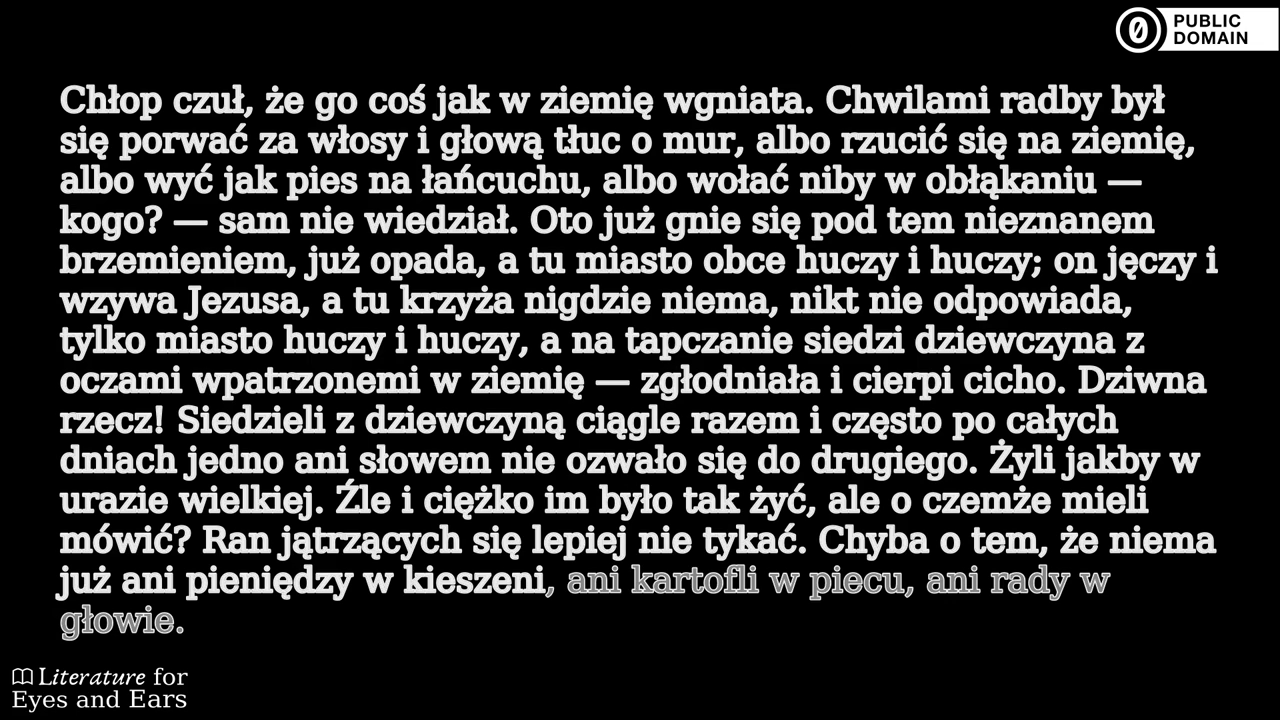 PUBLIC
DOMAIN
Chłop czuł, że go coś jak w ziemię wgniata. Chwilami radby był
się porwać za włosy i głową tłuc o mur, albo rzucić się na ziemię,
albo wyć jak pies na łańcuchu, albo wołać niby w obłąkaniu —
kogo? — sam nie wiedział. Oto już gnie się pod tem nieznanem
brzemieniem, już opada, a tu miasto obce huczy i huczy; on jęczy i
wzywa Jezusa, a tu krzyża nigdzie niema, nikt nie odpowiada,
tylko miasto huczy i huczy, a na tapczanie siedzi dziewczyna z
oczami wpatrzonemi w ziemię — zgłodniała i cierpi cicho. Dziwna
rzecz! Siedzieli z dziewczyną ciągle razem i często po całych
dniach jedno ani słowem nie ozwało się do drugiego. Żyli jakby w
urazie wielkiej. Źle i ciężko im było tak żyć, ale o czemże mieli
mówić? Ran jątrzących się lepiej nie tykać. Chyba o tem, że niema
już ani pieniędzy w kieszeni, ani kartofli w piecu, ani rady w
głowie.
Literature for
Eyes and Ears